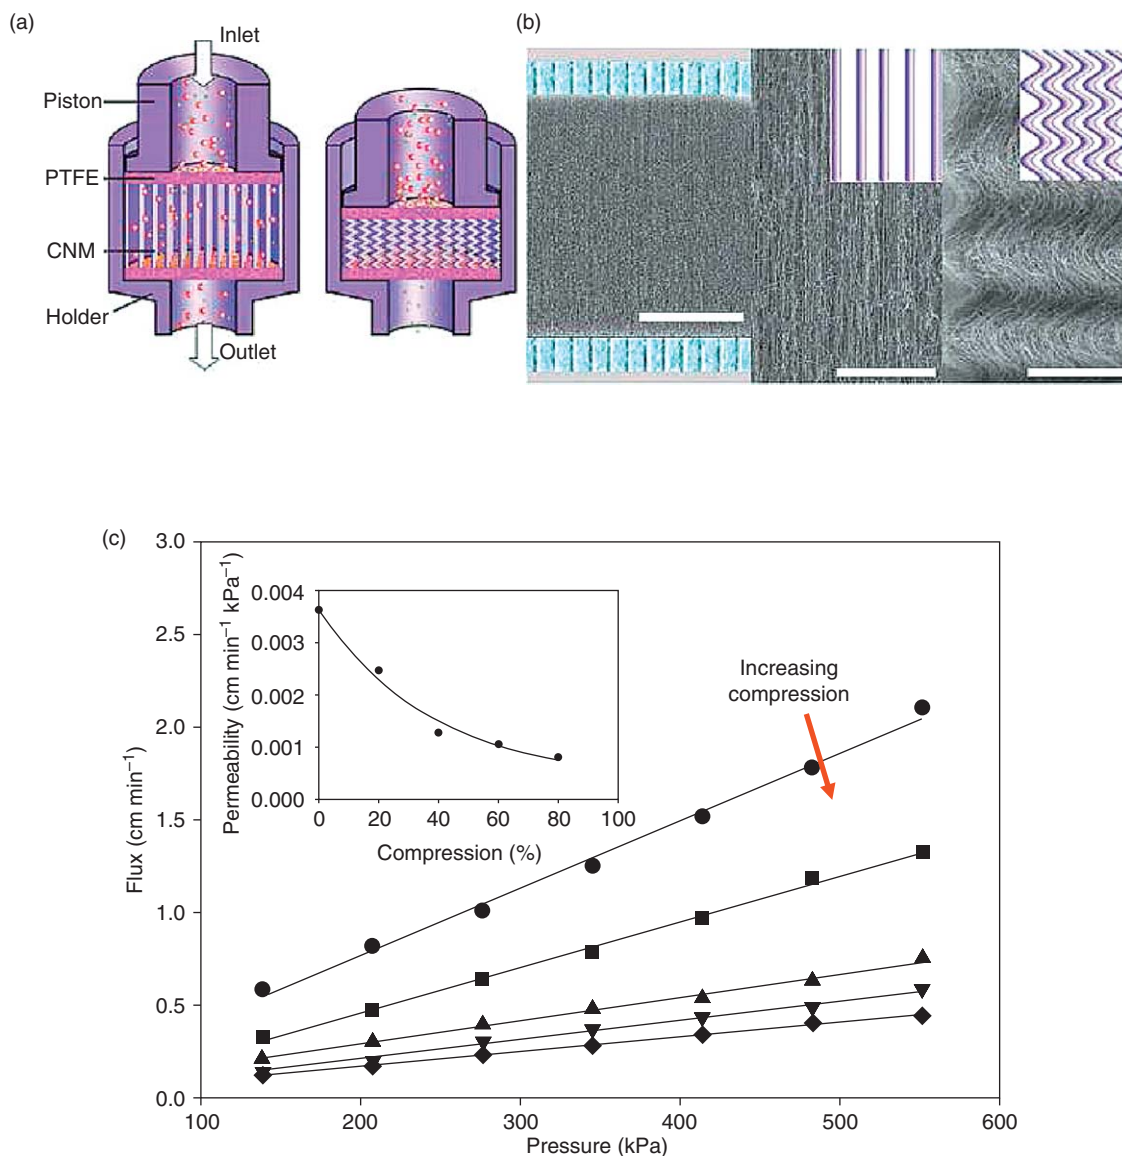 (a)
Inlet
Piston
PTFE
CNM
Holder
Outlet
(b)
(c)
Flux (cm min⁻¹)
3.0
2.5
2.0
1.5
1.0
0.5
0.0
100
200
300
400
500
600
Pressure (kPa)
Increasing
compression
Permeability (cm min⁻¹ kPa⁻¹)
0.004
0.003
0.002
0.001
0.000
0
20
40
60
80
100
Compression (%)